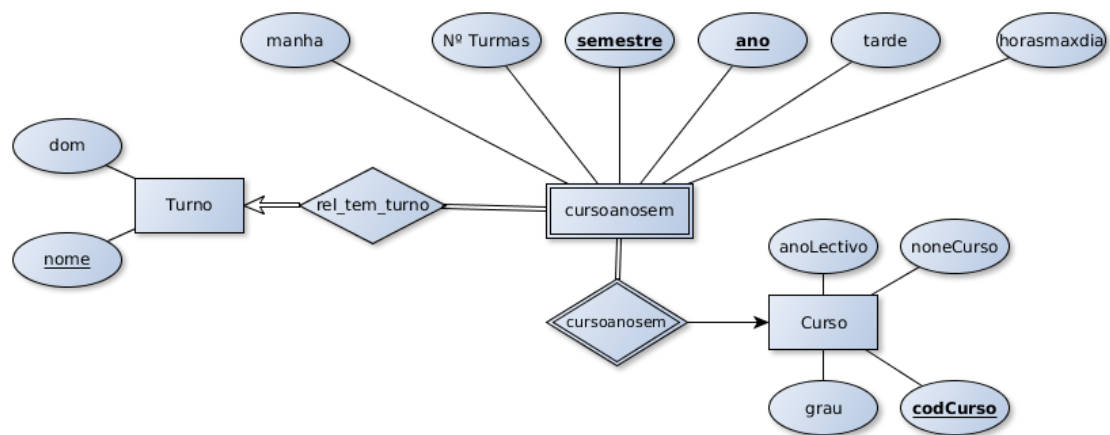 manha
Nº Turmas
semestre
ano
tarde
horasmaxdia
dom
Turno
nome
rel_tem_turno
cursoanosem
cursoanosem
anoLectivo
noneCurso
Curso
grau
codCurso